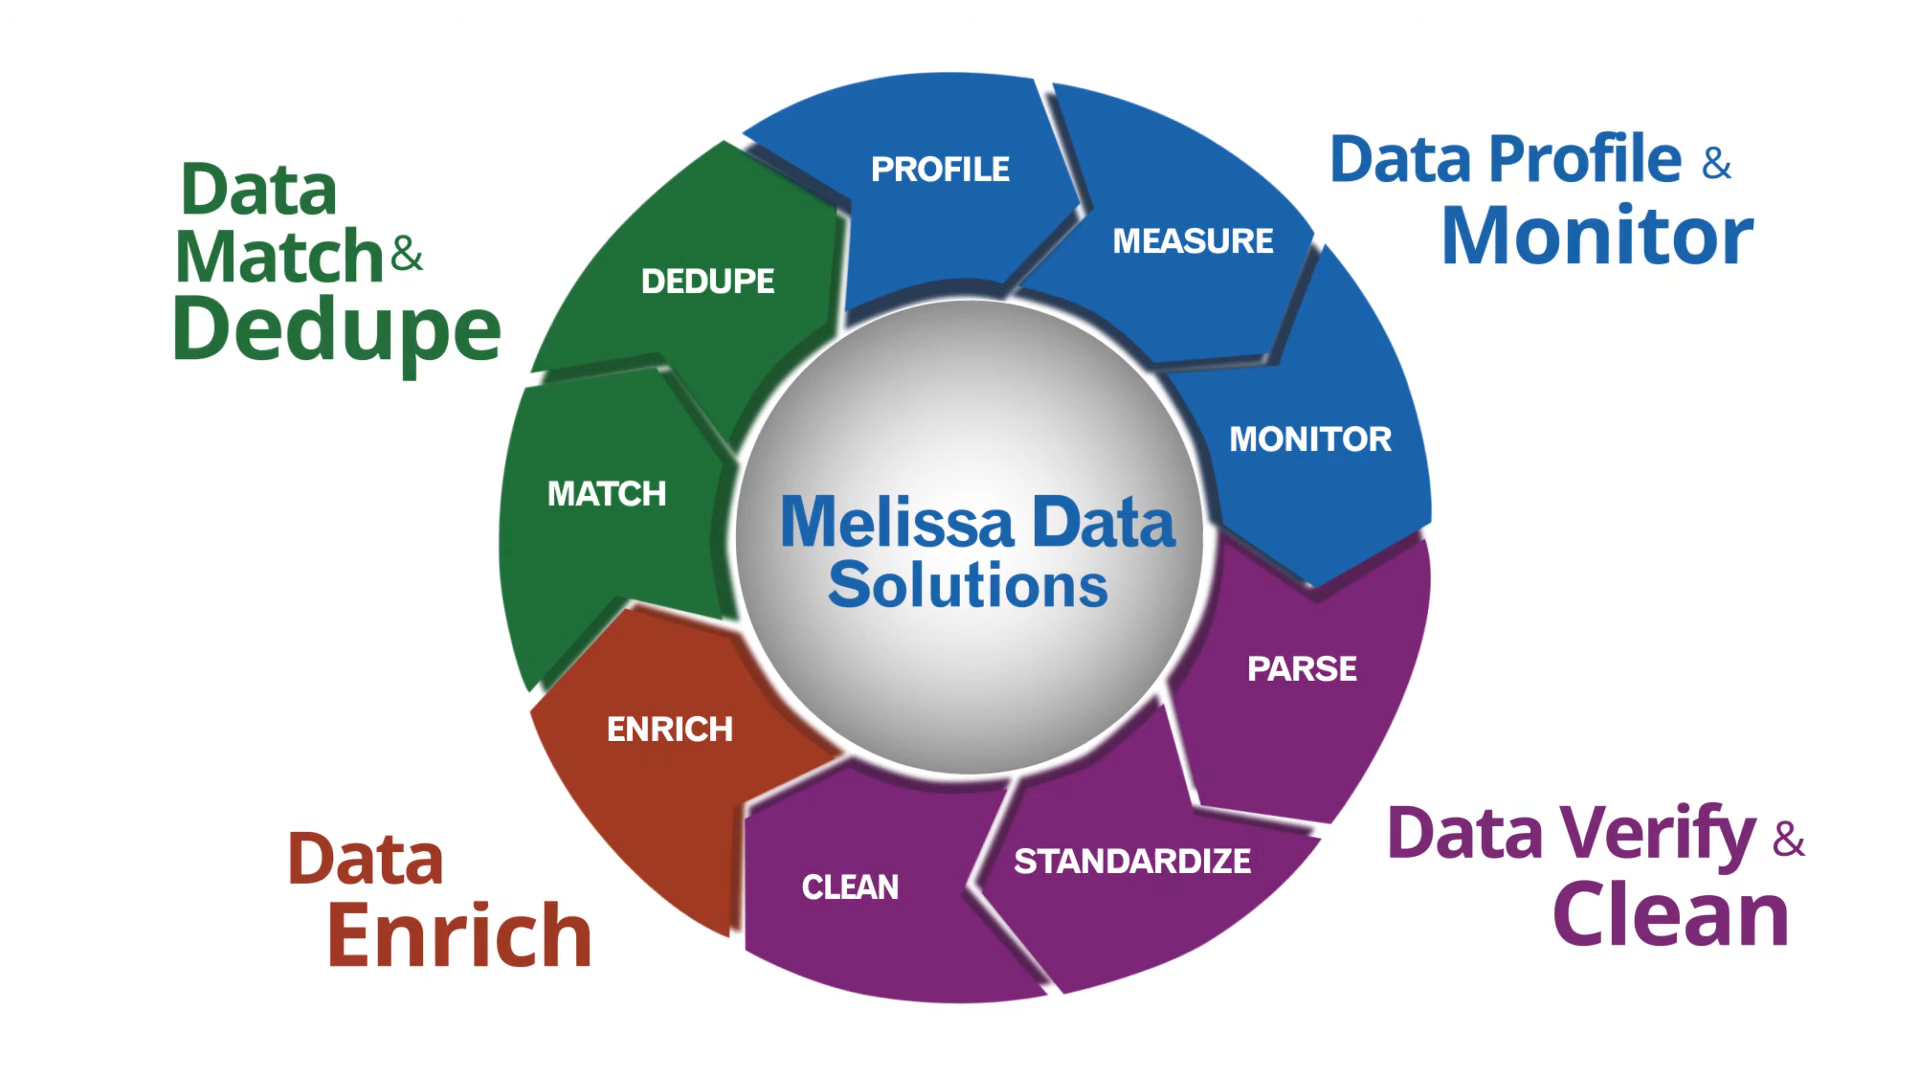 Data
Match &
Dedupe
PROFILE
MEASURE
MONITOR
PARSE
STANDARDIZE
CLEAN
ENRICH
MATCH
DEDUPE
Melissa Data
Solutions
Data Profile &
Monitor
Data Verify &
Clean
Data
Enrich